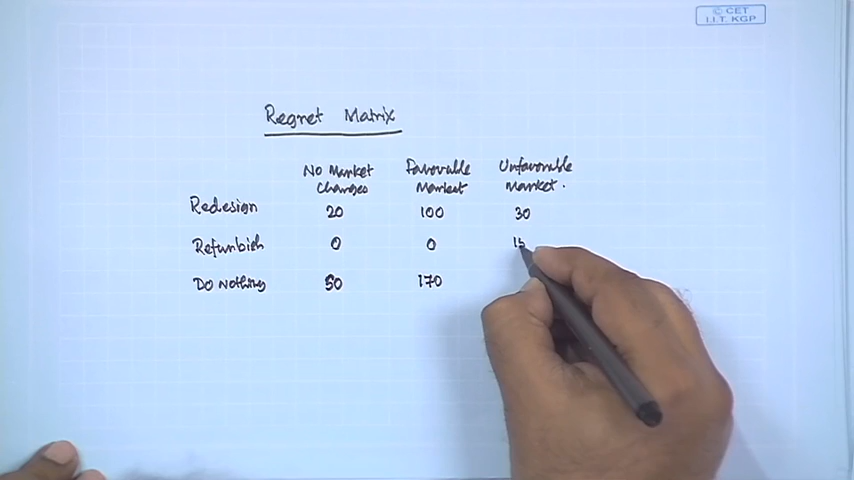 © CET
I.I.T. KGP
Regret Matrix
No Market Favorable Unfavorable
Changes Market Market.
Redesign 20 100 30
Refurbish 0 0
Do Nothing 50 170